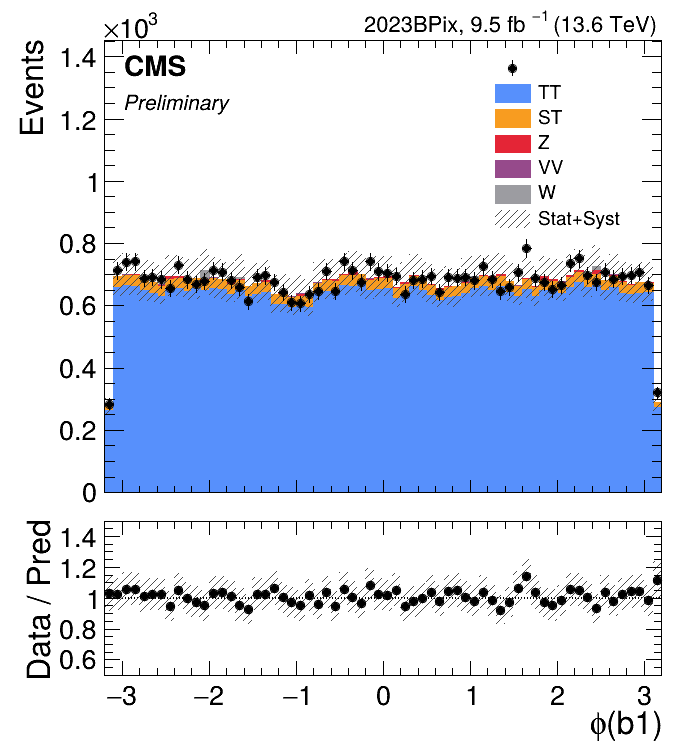 ×10³
2023BPix, 9.5 fb⁻¹ (13.6 TeV)
Events
CMS
Preliminary
TT
ST
Z
VV
W
Stat+Syst
1.4
1.2
1
0.8
0.6
0.4
0.2
0
Data / Pred
1.4
1.2
1
0.8
0.6
−3 −2 −1 0 1 2 3
ϕ(b1)